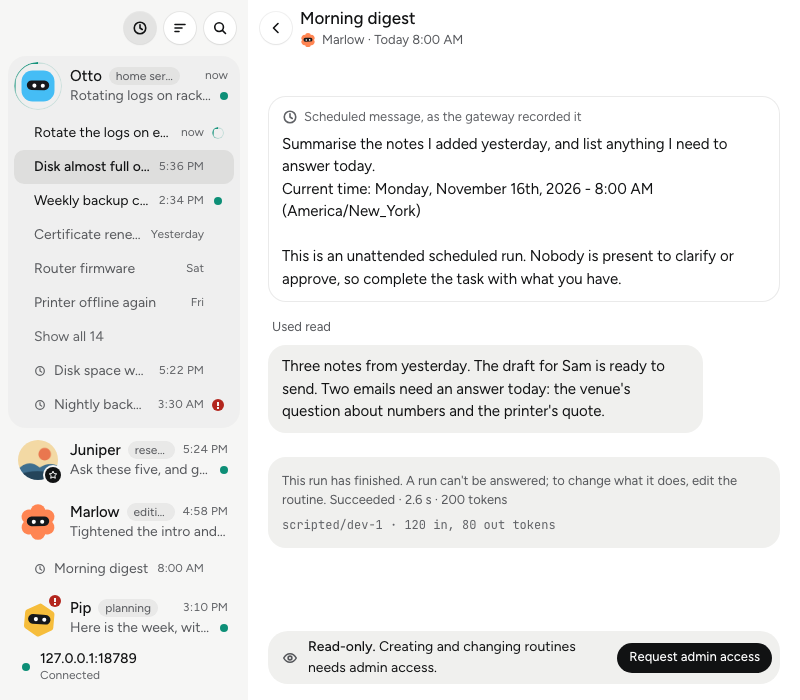 Otto home ser... now
Rotating logs on rack...
Rotate the logs on e... now
Disk almost full o... 5:36 PM
Weekly backup c... 2:34 PM
Certificate rene... Yesterday
Router firmware Sat
Printer offline again Fri
Show all 14
Disk space w... 5:22 PM
Nightly back... 3:30 AM
Juniper rese... 5:24 PM
Ask these five, and g...
Marlow editi... 4:58 PM
Tightened the intro and...
Morning digest 8:00 AM
Pip planning 3:10 PM
Here is the week, wit...
127.0.0.1:18789
Connected
Morning digest
Marlow · Today 8:00 AM
Scheduled message, as the gateway recorded it
Summarise the notes I added yesterday, and list anything I need to
answer today.
Current time: Monday, November 16th, 2026 - 8:00 AM
(America/New_York)
This is an unattended scheduled run. Nobody is present to clarify or
approve, so complete the task with what you have.
Used read
Three notes from yesterday. The draft for Sam is ready to
send. Two emails need an answer today: the venue's
question about numbers and the printer's quote.
This run has finished. A run can't be answered; to change what it does, edit the
routine. Succeeded · 2.6 s · 200 tokens
scripted/dev-1 · 120 in, 80 out tokens
Read-only. Creating and changing routines
needs admin access.
Request admin access